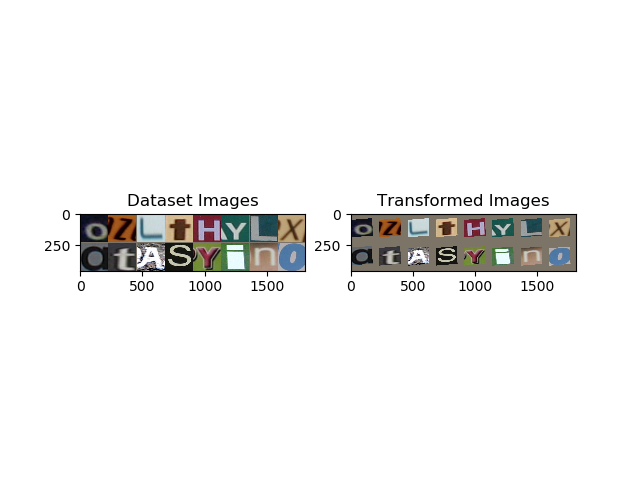 Dataset Images
Transformed Images
0
250
o Z L t H Y L X
a t A S Y i n o
0 500 1000 1500
0
250
o Z L t H Y L X
a t A S Y i n o
0 500 1000 1500